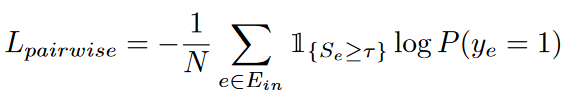 $L_{pairwise} = -\frac{1}{N} \sum_{e \in E_{in}} \mathbb{1}_{\{S_e \geq \tau\}} \log P(y_e = 1)$